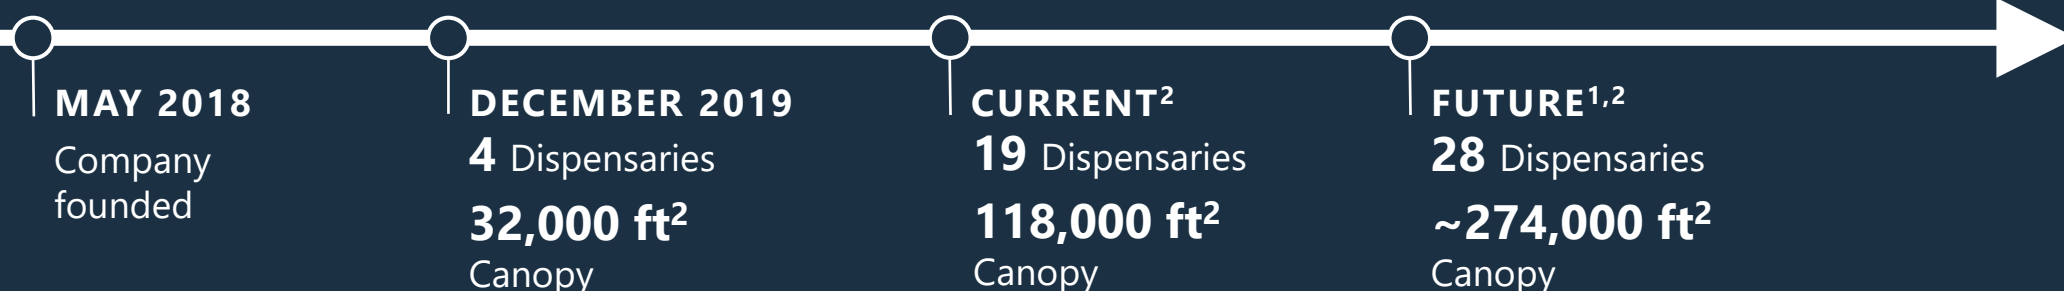 MAY 2018
Company
founded
DECEMBER 2019
4 Dispensaries
32,000 ft²
Canopy
CURRENT²
19 Dispensaries
118,000 ft²
Canopy
FUTURE¹,²
28 Dispensaries
~274,000 ft²
Canopy